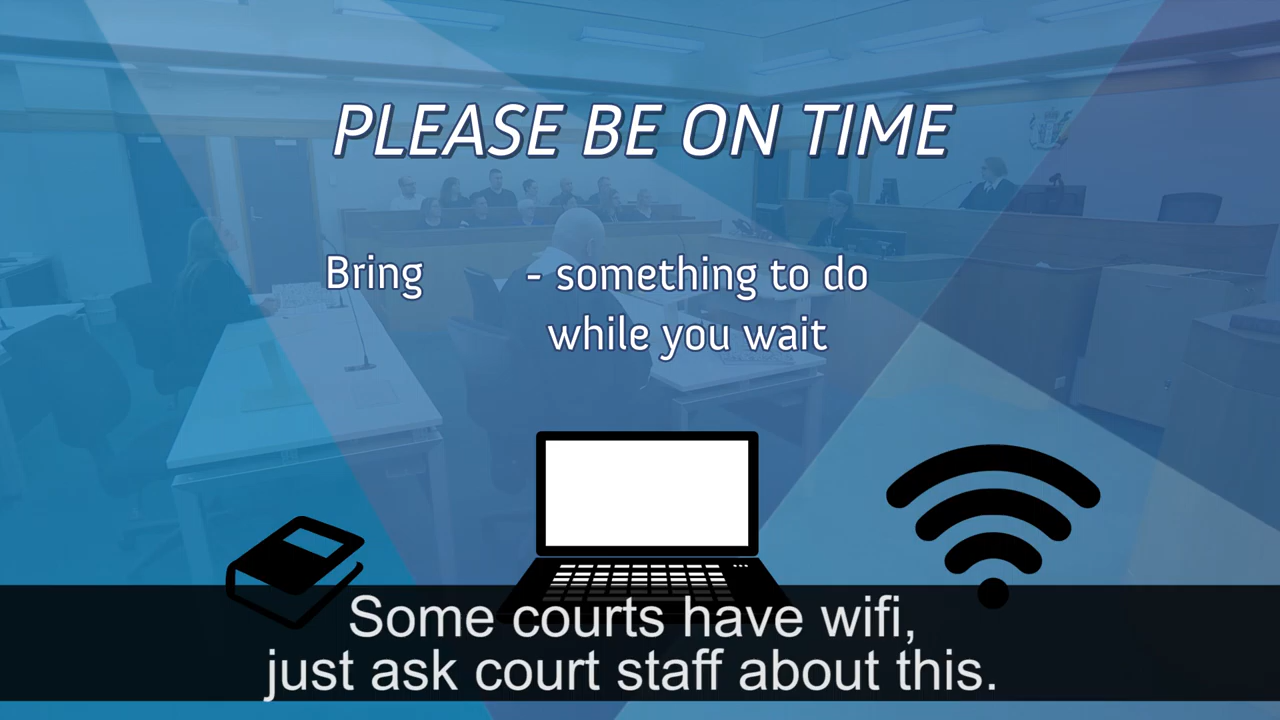 PLEASE BE ON TIME
Bring - something to do
while you wait
Some courts have wifi,
just ask court staff about this.